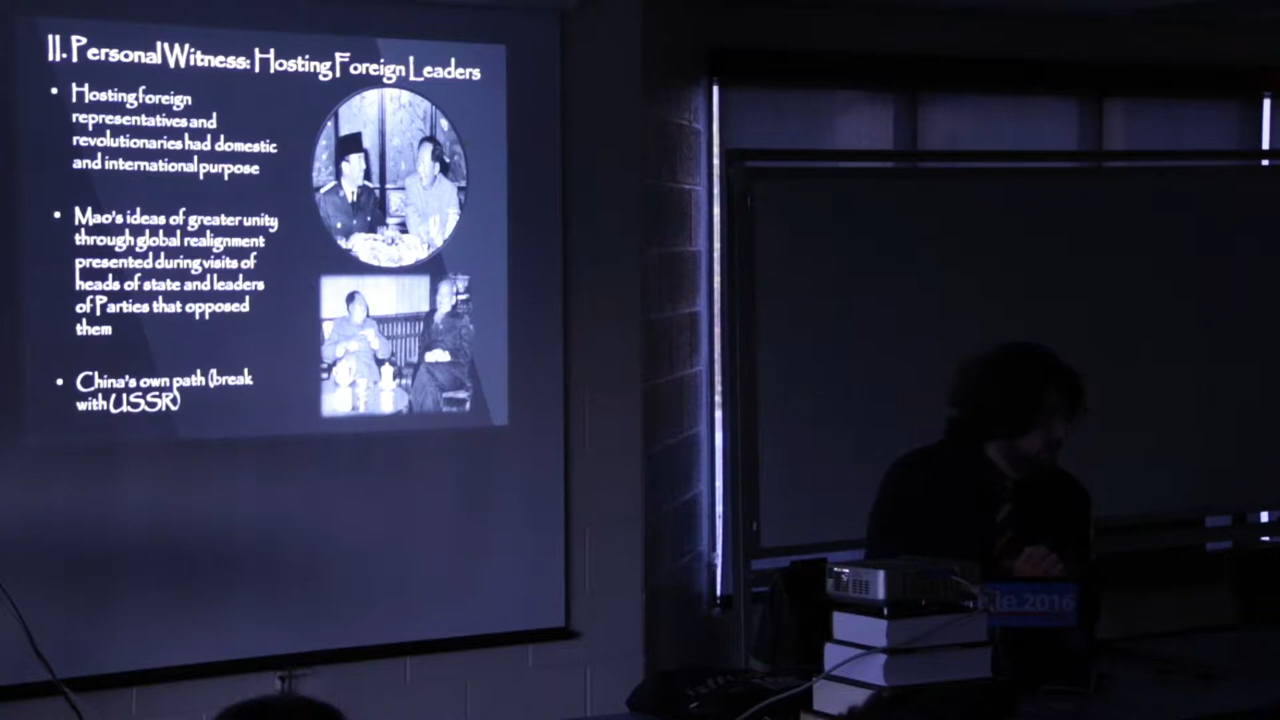 II. Personal Witness: Hosting Foreign Leaders
• Hosting foreign
representatives and
revolutionaries had domestic
and international purpose
• Mao's ideas of greater unity
through global realignment
presented during visits of
heads of state and leaders
of Parties that opposed
them
• China's own path (break
with USSR)
2016